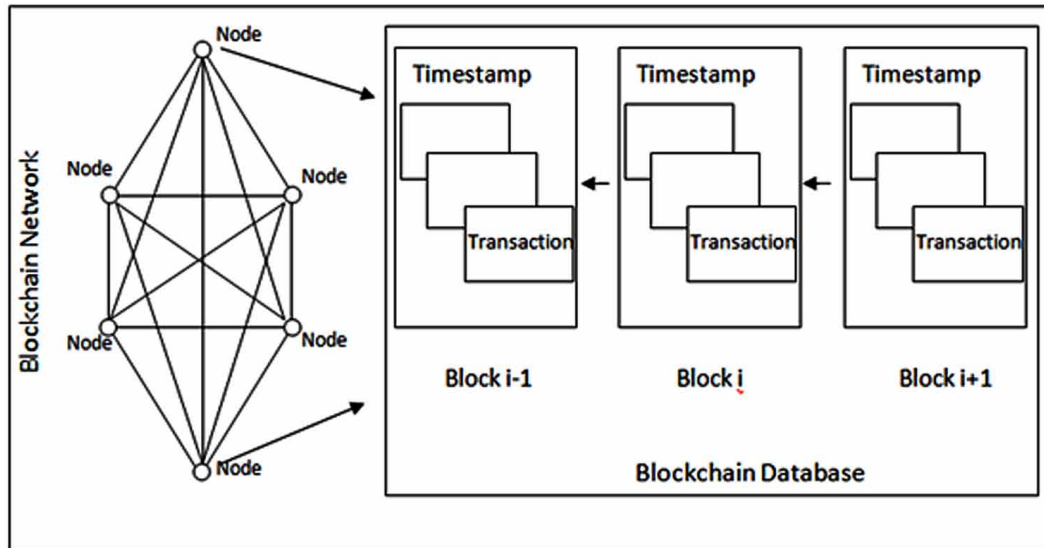 Blockchain Network
Node
Node
Node
Node
Node
Node
Timestamp
Transaction
Block i-1
Timestamp
Transaction
Block i
Timestamp
Transaction
Block i+1
Blockchain Database